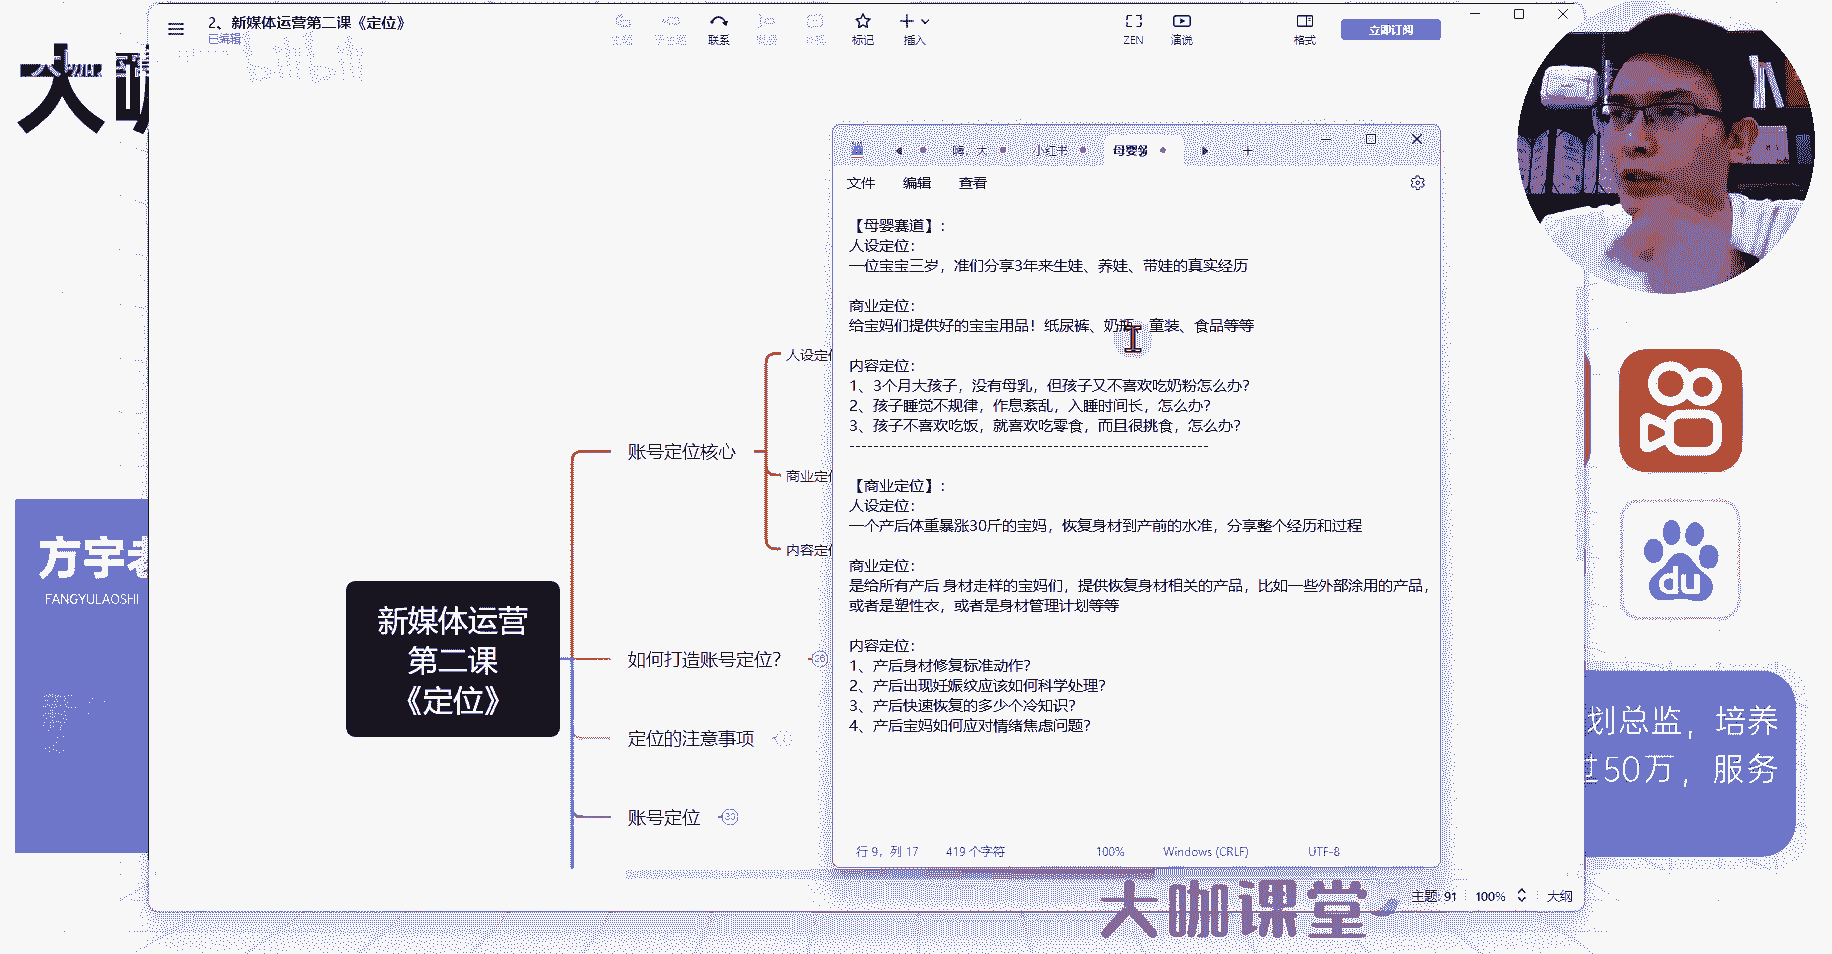 2、新媒体运营第二课《定位》
已编辑
联系
标记
插入
ZEN
演说
格式
立即订阅
bilibili
大咖
嗨，大
小红书
母婴
文件
编辑
查看
【母婴赛道】：
人设定位：
一位宝宝三岁，准们分享3年来生娃、养娃、带娃的真实经历
商业定位：
给宝妈们提供好的宝宝用品！纸尿裤、奶瓶、童装、食品等等
内容定位：
1、3个月大孩子，没有母乳，但孩子又不喜欢吃奶粉怎么办？
2、孩子睡觉不规律，作息紊乱，入睡时间长，怎么办？
3、孩子不喜欢吃饭，就喜欢吃零食，而且很挑食，怎么办？
------------------------------------------------------------
【商业定位】：
人设定位：
一个产后体重暴涨30斤的宝妈，恢复身材到产前的水准，分享整个经历和过程
商业定位：
是给所有产后 身材走样的宝妈们，提供恢复身材相关的产品，比如一些外部涂用的产品，
或者是塑性衣，或者是身材管理计划等等
内容定位：
1、产后身材修复标准动作？
2、产后出现妊娠纹应该如何科学处理？
3、产后快速恢复的多少个冷知识？
4、产后宝妈如何应对情绪焦虑问题？
行 9，列 17
419 个字符
100%
Windows (CRLF)
UTF-8
人设定位
账号定位核心
商业定位
内容定位
新媒体运营
第二课
《定位》
如何打造账号定位？
26
定位的注意事项
账号定位
33
方宇老
FANGYULAOSHI
du
划总监，培养
过50万，服务
主题: 91
100%
大纲
大咖课堂